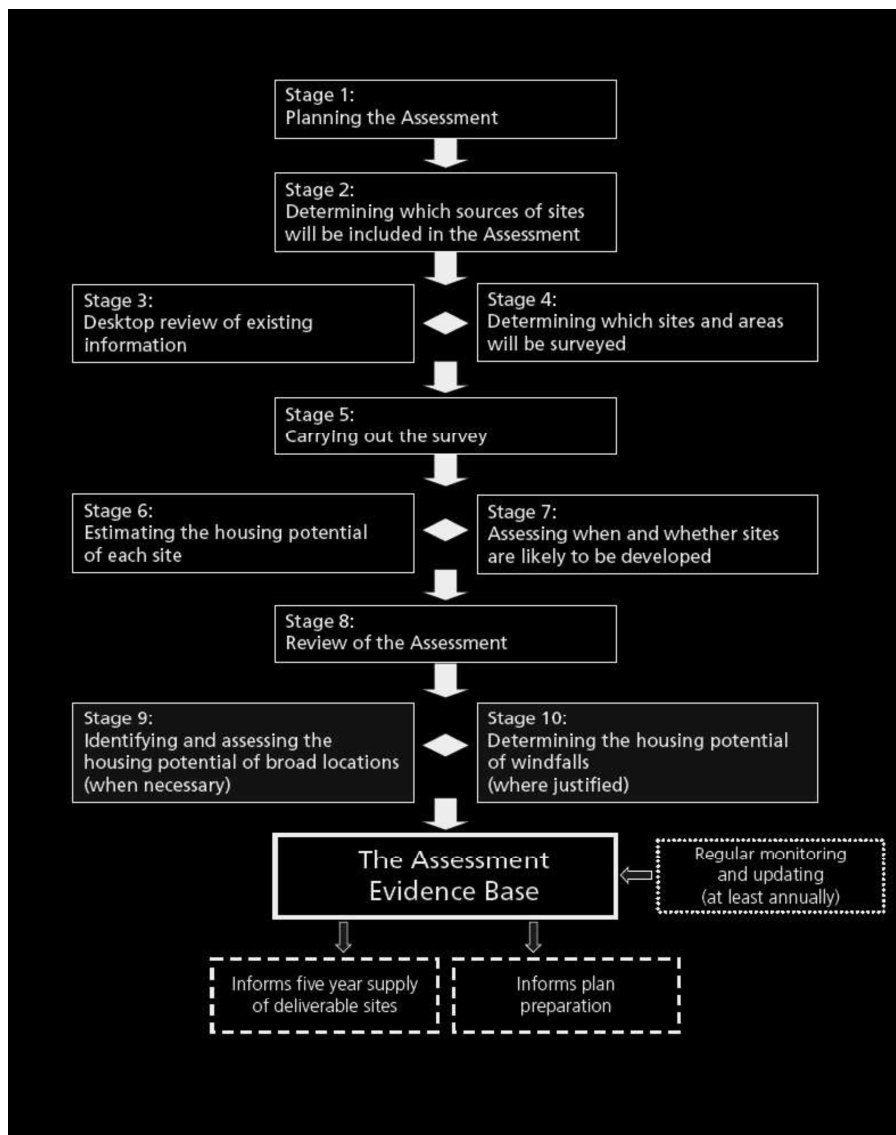 Stage 1:
Planning the Assessment
Stage 2:
Determining which sources of sites
will be included in the Assessment
Stage 3:
Desktop review of existing
information
Stage 4:
Determining which sites and areas
will be surveyed
Stage 5:
Carrying out the survey
Stage 6:
Estimating the housing potential
of each site
Stage 7:
Assessing when and whether sites
are likely to be developed
Stage 8:
Review of the Assessment
Stage 9:
Identifying and assessing the
housing potential of broad locations
(when necessary)
Stage 10:
Determining the housing potential
of windfalls
(where justified)
The Assessment
Evidence Base
Regular monitoring
and updating
(at least annually)
Informs five year supply
of deliverable sites
Informs plan
preparation